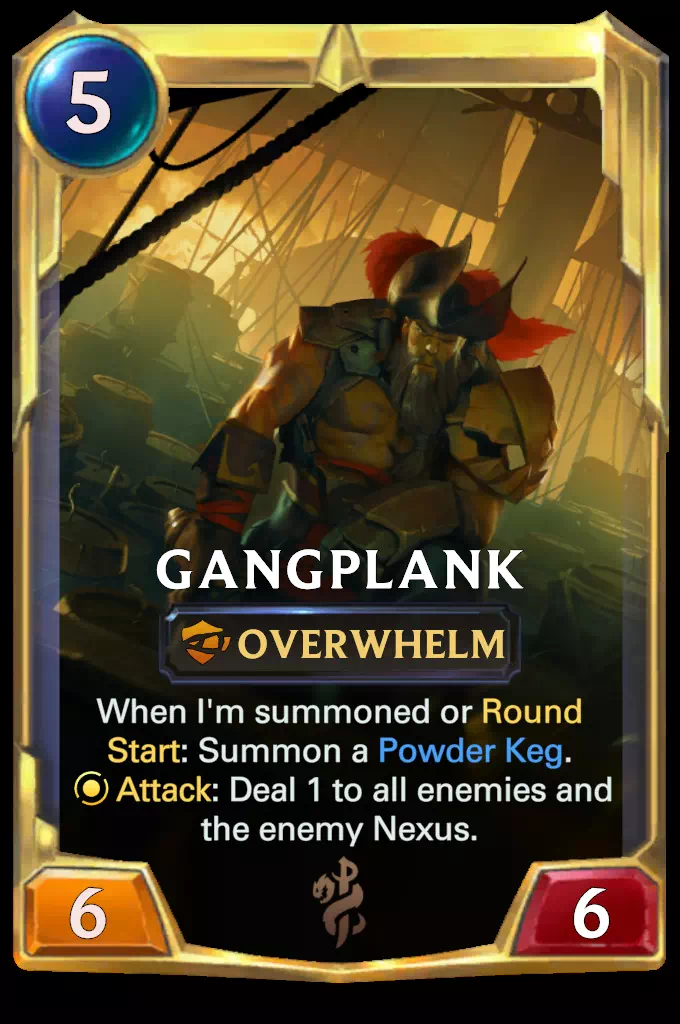 5
GANGPLANK
OVERWHELM
When I'm summoned or Round
Start: Summon a Powder Keg.
Attack: Deal 1 to all enemies and
the enemy Nexus.
6
6